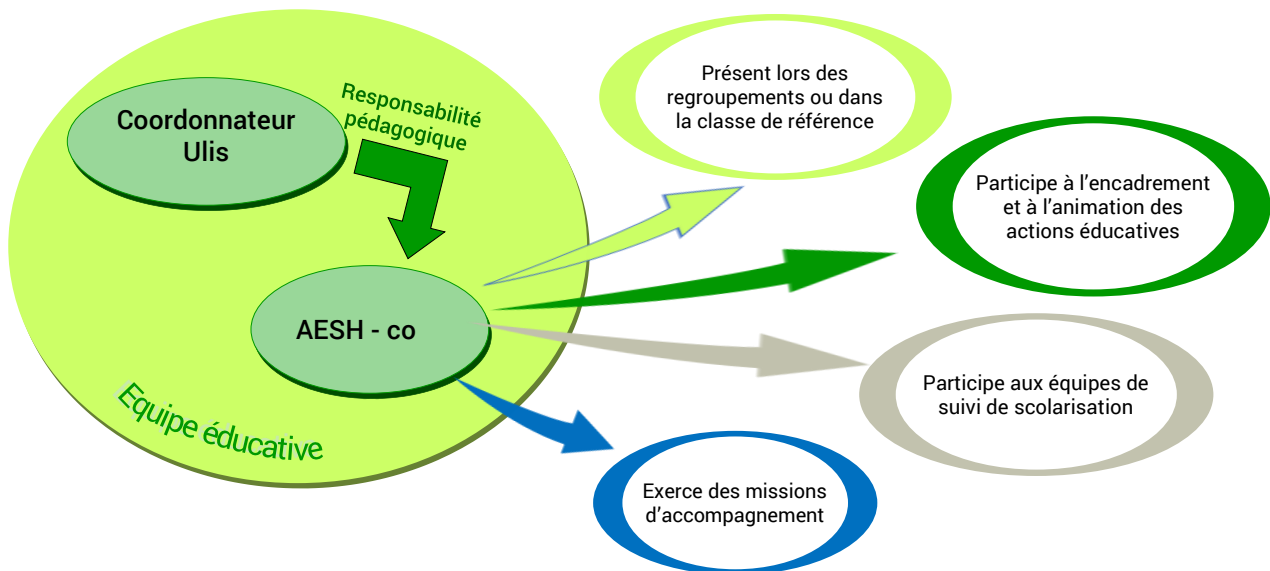 Coordonnateur
Ulis
Responsabilité
pédagogique
AESH - co
Equipe éducative
Présent lors des
regroupements ou dans
la classe de référence
Participe à l'encadrement
et à l'animation des
actions éducatives
Participe aux équipes de
suivi de scolarisation
Exerce des missions
d'accompagnement